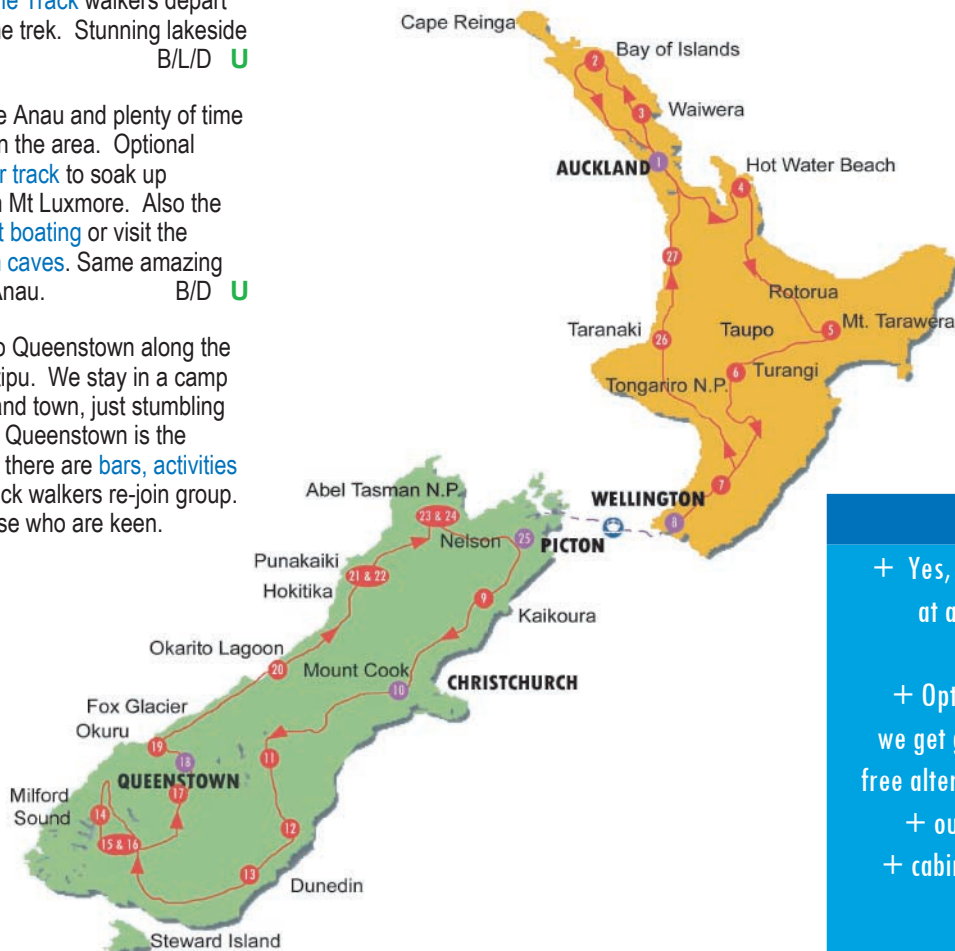 ne Track walkers depart
ne trek. Stunning lakeside
B/L/D U
e Anau and plenty of time
n the area. Optional
r track to soak up
n Mt Luxmore. Also the
t boating or visit the
n caves. Same amazing
Anau. B/D U
o Queenstown along the
tipu. We stay in a camp
and town, just stumbling
Queenstown is the
there are bars, activities
ck walkers re-join group.
se who are keen.
Cape Reinga
Bay of Islands
2
3
Waiwera
AUCKLAND
1
Hot Water Beach
4
27
Rotorua
Taranaki
26
Taupo
5
Mt. Tarawera
6
Turangi
Tongariro N.P.
7
WELLINGTON
8
Abel Tasman N.P.
23 & 24
Nelson
25
PICTON
Punakaiki
21 & 22
Hokitika
9
Kaikoura
Okarito Lagoon
20
Mount Cook
10
CHRISTCHURCH
Fox Glacier
Okuru
19
18
11
QUEENSTOWN
17
Milford
Sound
14
15 & 16
12
13
Dunedin
Steward Island
+ Yes,
at a
+ Opt
we get g
free alter
+ ou
+ cabin